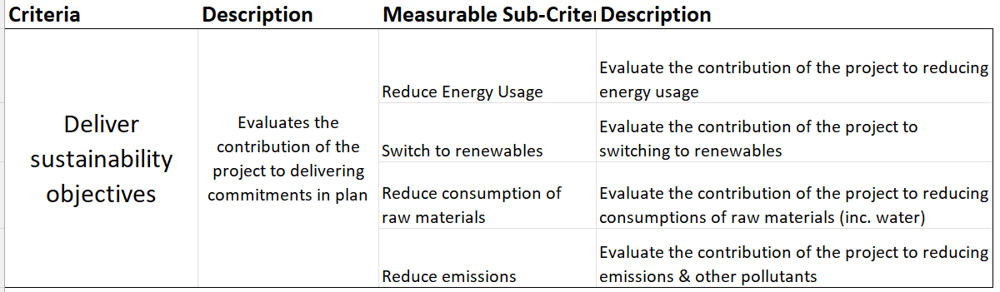 Criteria Description Measurable Sub-Criter Description
Deliver
sustainability
objectives
Evaluates the
contribution of the
project to delivering
commitments in plan
Reduce Energy Usage
Evaluate the contribution of the project to reducing
energy usage
Switch to renewables
Evaluate the contribution of the project to
switching to renewables
Reduce consumption of
raw materials
Evaluate the contribution of the project to reducing
consumptions of raw materials (inc. water)
Reduce emissions
Evaluate the contribution of the project to reducing
emissions & other pollutants